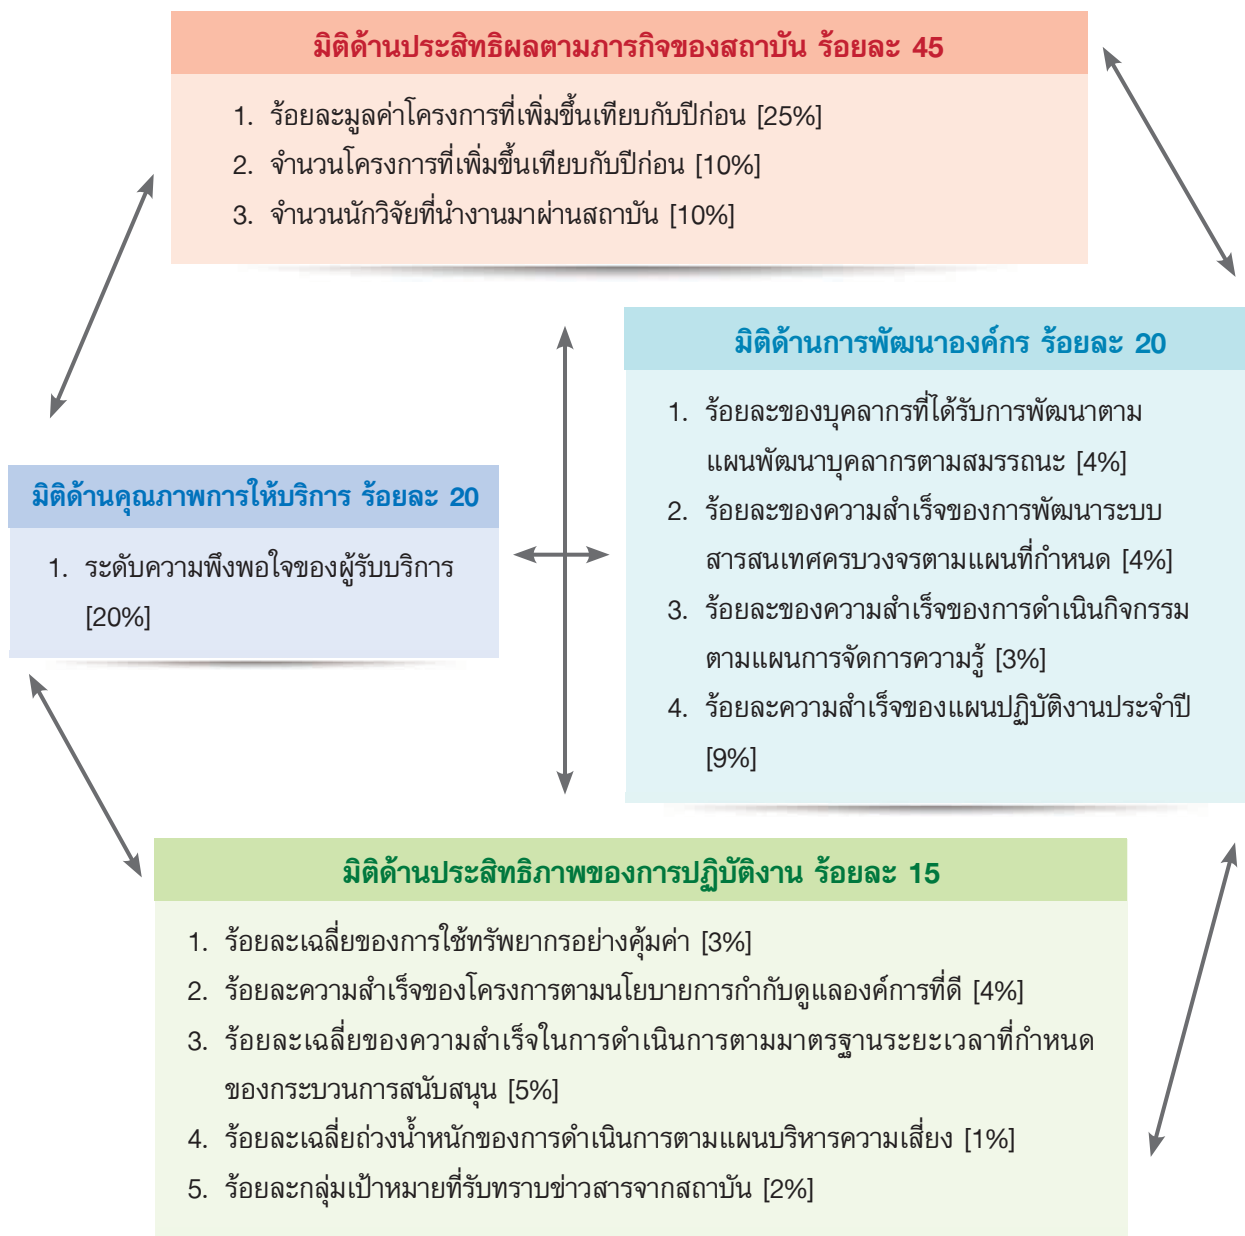 มิติด้านประสิทธิผลตามภารกิจของสถาบัน ร้อยละ 45
1. ร้อยละมูลค่าโครงการที่เพิ่มขึ้นเทียบกับปีก่อน [25%]
2. จำนวนโครงการที่เพิ่มขึ้นเทียบกับปีก่อน [10%]
3. จำนวนนักวิจัยที่นำงานมาผ่านสถาบัน [10%]
มิติด้านการพัฒนาองค์กร ร้อยละ 20
1. ร้อยละของบุคลากรที่ได้รับการพัฒนาตาม
แผนพัฒนาบุคลากรตามสมรรถนะ [4%]
2. ร้อยละของความสำเร็จของการพัฒนาระบบ
สารสนเทศครบวงจรตามแผนที่กำหนด [4%]
3. ร้อยละของความสำเร็จของการดำเนินกิจกรรม
ตามแผนการจัดการความรู้ [3%]
4. ร้อยละความสำเร็จของแผนปฏิบัติงานประจำปี
[9%]
มิติด้านคุณภาพการให้บริการ ร้อยละ 20
1. ระดับความพึงพอใจของผู้รับบริการ
[20%]
มิติด้านประสิทธิภาพของการปฏิบัติงาน ร้อยละ 15
1. ร้อยละเฉลี่ยของการใช้ทรัพยากรอย่างคุ้มค่า [3%]
2. ร้อยละความสำเร็จของโครงการตามนโยบายการกำกับดูแลองค์การที่ดี [4%]
3. ร้อยละเฉลี่ยของความสำเร็จในการดำเนินการตามมาตรฐานระยะเวลาที่กำหนด
ของกระบวนการสนับสนุน [5%]
4. ร้อยละเฉลี่ยถ่วงน้ำหนักของการดำเนินการตามแผนบริหารความเสี่ยง [1%]
5. ร้อยละกลุ่มเป้าหมายที่รับทราบข่าวสารจากสถาบัน [2%]